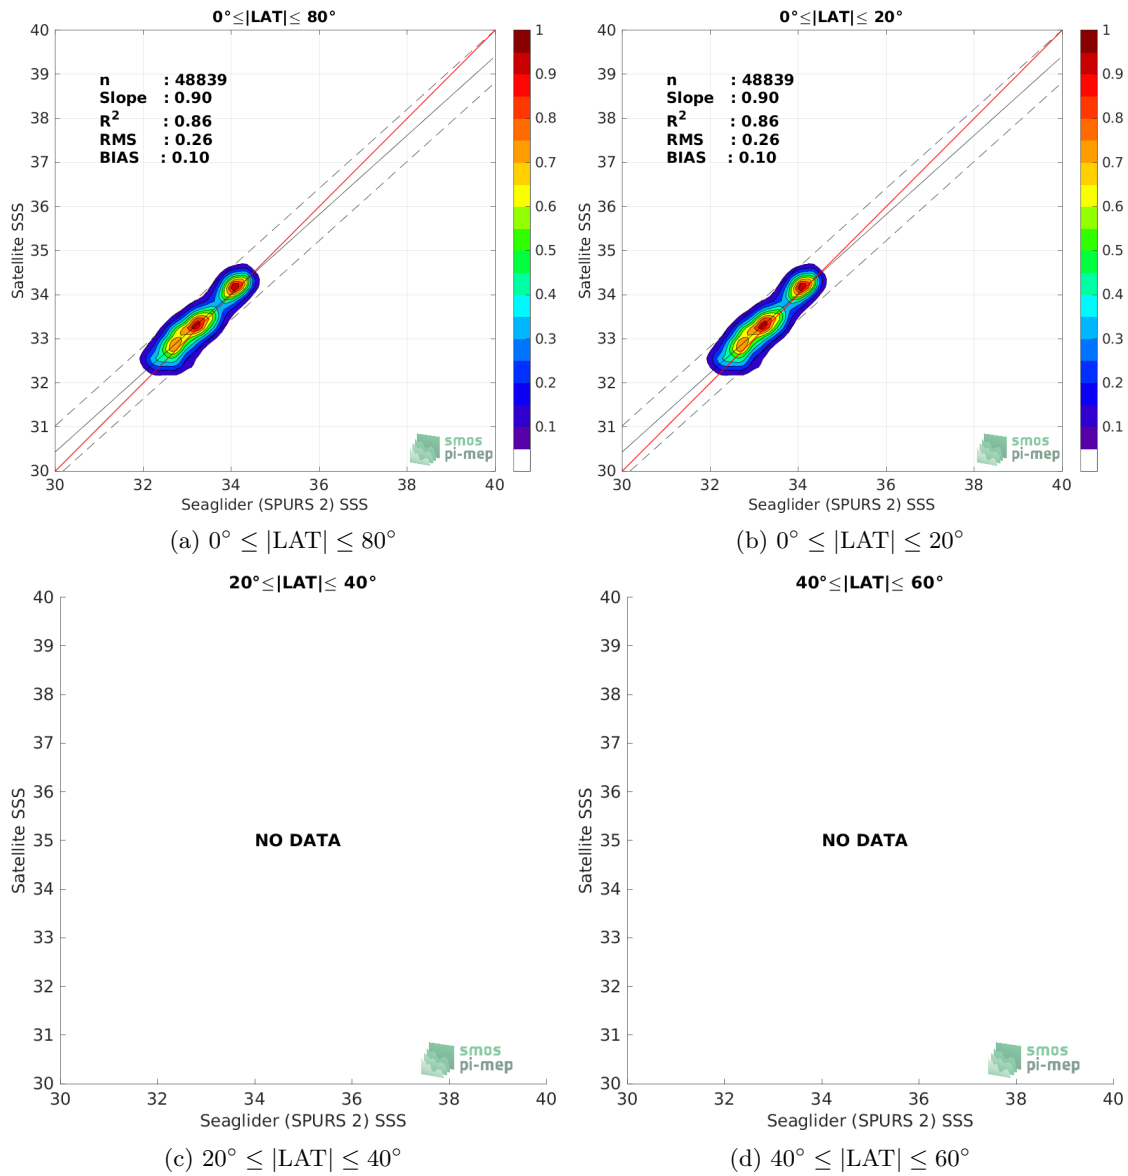 0°≤|LAT|≤ 80°
40
39
38
37
36
35
34
33
32
31
30
Satellite SSS
n : 48839
Slope : 0.90
R² : 0.86
RMS : 0.26
BIAS : 0.10
smos
pi-mep
30 32 34 36 38 40
Seaglider (SPURS 2) SSS
1
0.9
0.8
0.7
0.6
0.5
0.4
0.3
0.2
0.1
(a) 0° ≤ |LAT| ≤ 80°
0°≤|LAT|≤ 20°
40
39
38
37
36
35
34
33
32
31
30
Satellite SSS
n : 48839
Slope : 0.90
R² : 0.86
RMS : 0.26
BIAS : 0.10
smos
pi-mep
30 32 34 36 38 40
Seaglider (SPURS 2) SSS
1
0.9
0.8
0.7
0.6
0.5
0.4
0.3
0.2
0.1
(b) 0° ≤ |LAT| ≤ 20°
20°≤|LAT|≤ 40°
40
39
38
37
36
35
34
33
32
31
30
Satellite SSS
NO DATA
smos
pi-mep
30 32 34 36 38 40
Seaglider (SPURS 2) SSS
(c) 20° ≤ |LAT| ≤ 40°
40°≤|LAT|≤ 60°
40
39
38
37
36
35
34
33
32
31
30
Satellite SSS
NO DATA
smos
pi-mep
30 32 34 36 38 40
Seaglider (SPURS 2) SSS
(d) 40° ≤ |LAT| ≤ 60°